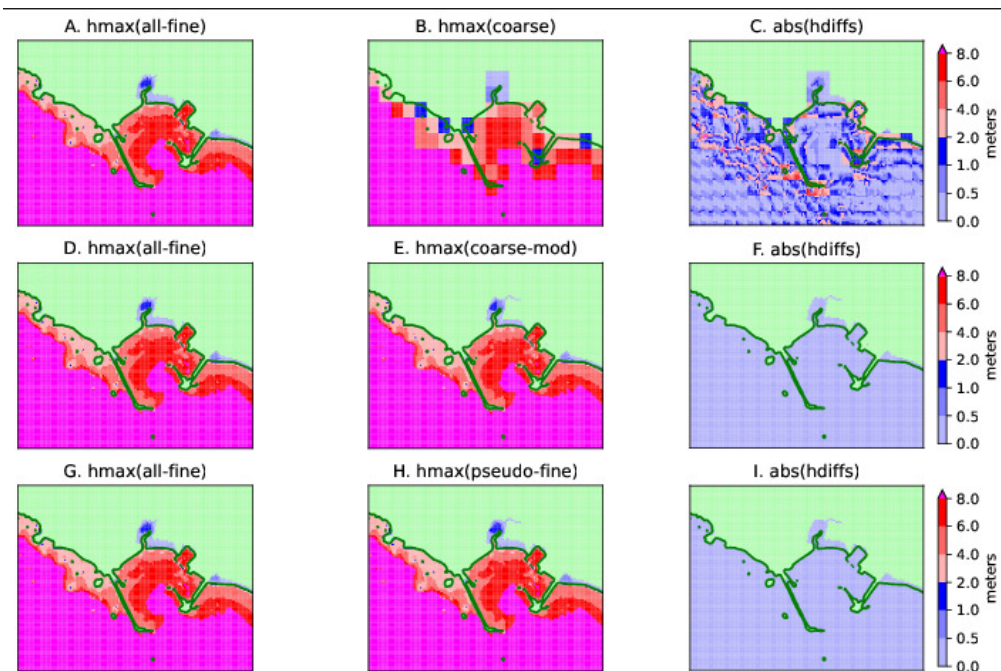 A. hmax(all-fine)
B. hmax(coarse)
C. abs(hdiffs)
8.0
6.0
4.0
2.0
1.0
0.5
0.0
meters
D. hmax(all-fine)
E. hmax(coarse-mod)
F. abs(hdiffs)
8.0
6.0
4.0
2.0
1.0
0.5
0.0
meters
G. hmax(all-fine)
H. hmax(pseudo-fine)
I. abs(hdiffs)
8.0
6.0
4.0
2.0
1.0
0.5
0.0
meters